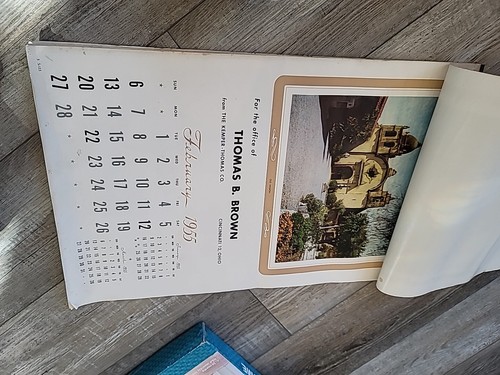 For the office of
THOMAS B. BROWN
from THE KEMPER-THOMAS CO. CINCINNATI 12, OHIO
February 1955
SUN MON TUE WED THU FRI SAT
1 2 3 4 5
6 7 8 9 10 11 12
13 14 15 16 17 18 19
20 21 22 23 24 25 26
27 28